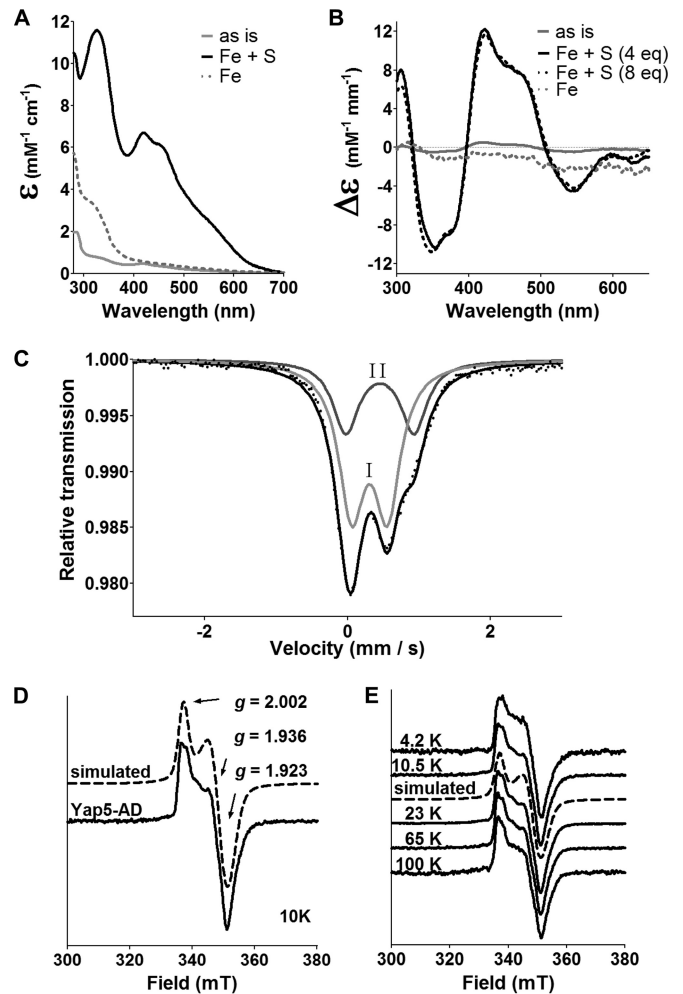 A
12
10
8
6
4
2
0
300
400
500
600
700
ε (mM⁻¹ cm⁻¹)
Wavelength (nm)
as is
Fe + S
Fe
B
12
8
4
0
-4
-8
-12
300
400
500
600
Δε (mM⁻¹ mm⁻¹)
Wavelength (nm)
as is
Fe + S (4 eq)
Fe + S (8 eq)
Fe
C
1.000
0.995
0.990
0.985
0.980
Relative transmission
II
I
-2
0
2
Velocity (mm / s)
D
g = 2.002
g = 1.936
g = 1.923
simulated
Yap5-AD
10K
300
320
340
360
380
Field (mT)
E
4.2 K
10.5 K
simulated
23 K
65 K
100 K
300
320
340
360
380
Field (mT)